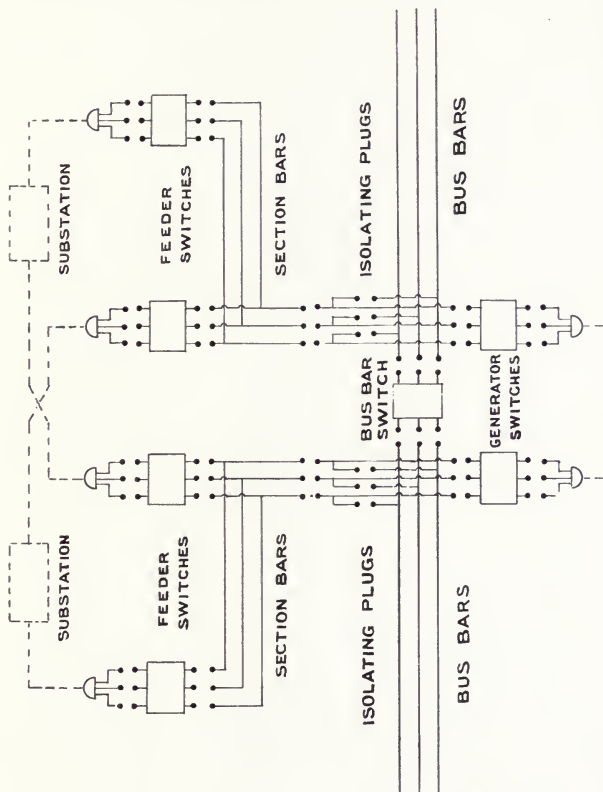 SUBSTATION
FEEDER
SWITCHES
SECTION BARS
ISOLATING PLUGS
BUS BARS
BUS BAR
SWITCH
GENERATOR
SWITCHES
SUBSTATION
FEEDER
SWITCHES
SECTION BARS
ISOLATING PLUGS
BUS BARS